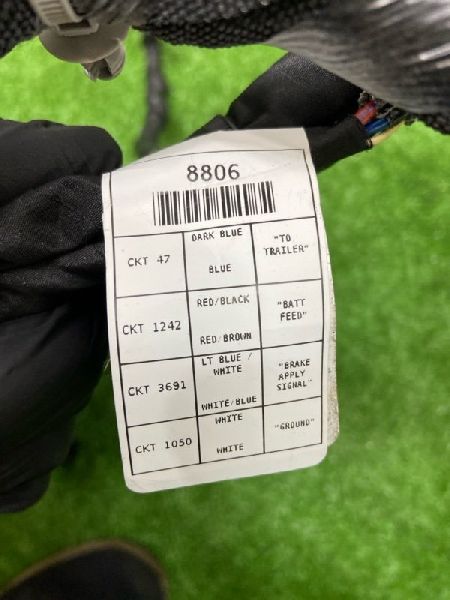 8806
CKT 47
DARK BLUE
BLUE
"TO
TRAILER"
CKT 1242
RED/BLACK
RED/BROWN
"BATT
FEED"
CKT 3691
LT BLUE /
WHITE
WHITE/BLUE
"BRAKE
APPLY
SIGNAL"
CKT 1050
WHITE
WHITE
"GROUND"